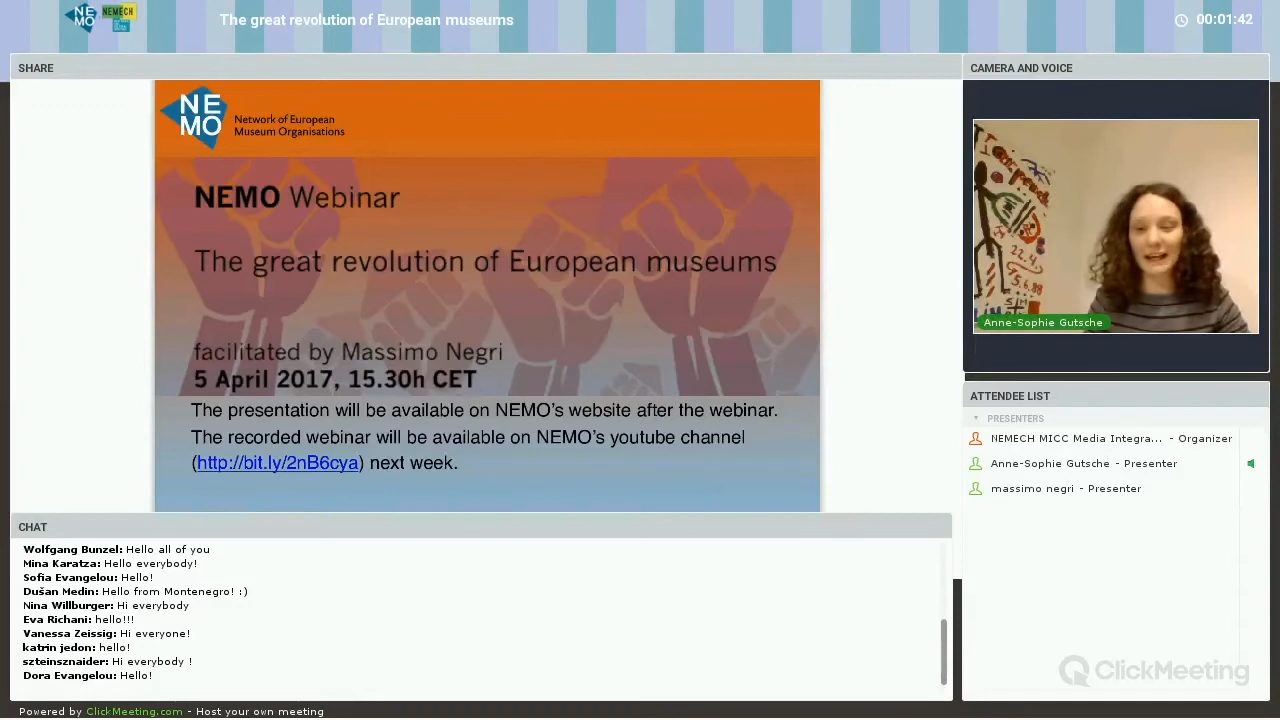 NE
MO
NEMECH
The great revolution of European museums
00:01:42
SHARE
NE
MO
Network of European
Museum Organisations
NEMO Webinar
The great revolution of European museums
facilitated by Massimo Negri
5 April 2017, 15.30h CET
The presentation will be available on NEMO’s website after the webinar.
The recorded webinar will be available on NEMO’s youtube channel
(http://bit.ly/2nB6cya) next week.
CAMERA AND VOICE
Anne-Sophie Gutsche
ATTENDEE LIST
PRESENTERS
NEMECH MICC Media Integra... - Organizer
Anne-Sophie Gutsche - Presenter
massimo negri - Presenter
CHAT
Wolfgang Bunzel: Hello all of you
Mina Karatza: Hello everybody!
Sofia Evangelou: Hello!
Dušan Medin: Hello from Montenegro! :)
Nina Willburger: Hi everybody
Eva Richani: hello!!!
Vanessa Zeissig: Hi everyone!
katrin jedon: hello!
szteinsznaider: Hi everybody !
Dora Evangelou: Hello!
ClickMeeting
Powered by ClickMeeting.com - Host your own meeting